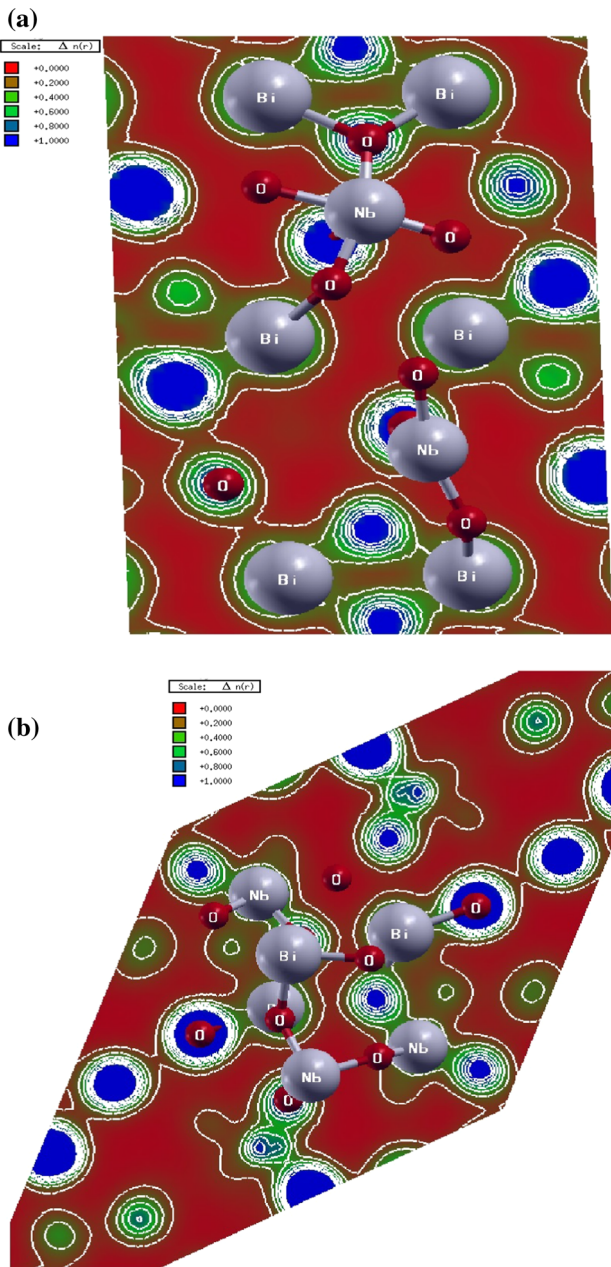 (a)
Scale: Δ n(r)
+0.0000
+0.2000
+0.4000
+0.6000
+0.8000
+1.0000
Bi Bi
O
O Nb
O
O
Bi Bi
O
Nb
O
O
Bi Bi
(b)
Scale: Δ n(r)
+0.0000
+0.2000
+0.4000
+0.6000
+0.8000
+1.0000
O
Nb
O O
Bi
Bi O
O
O
Nb
O
Nb
O